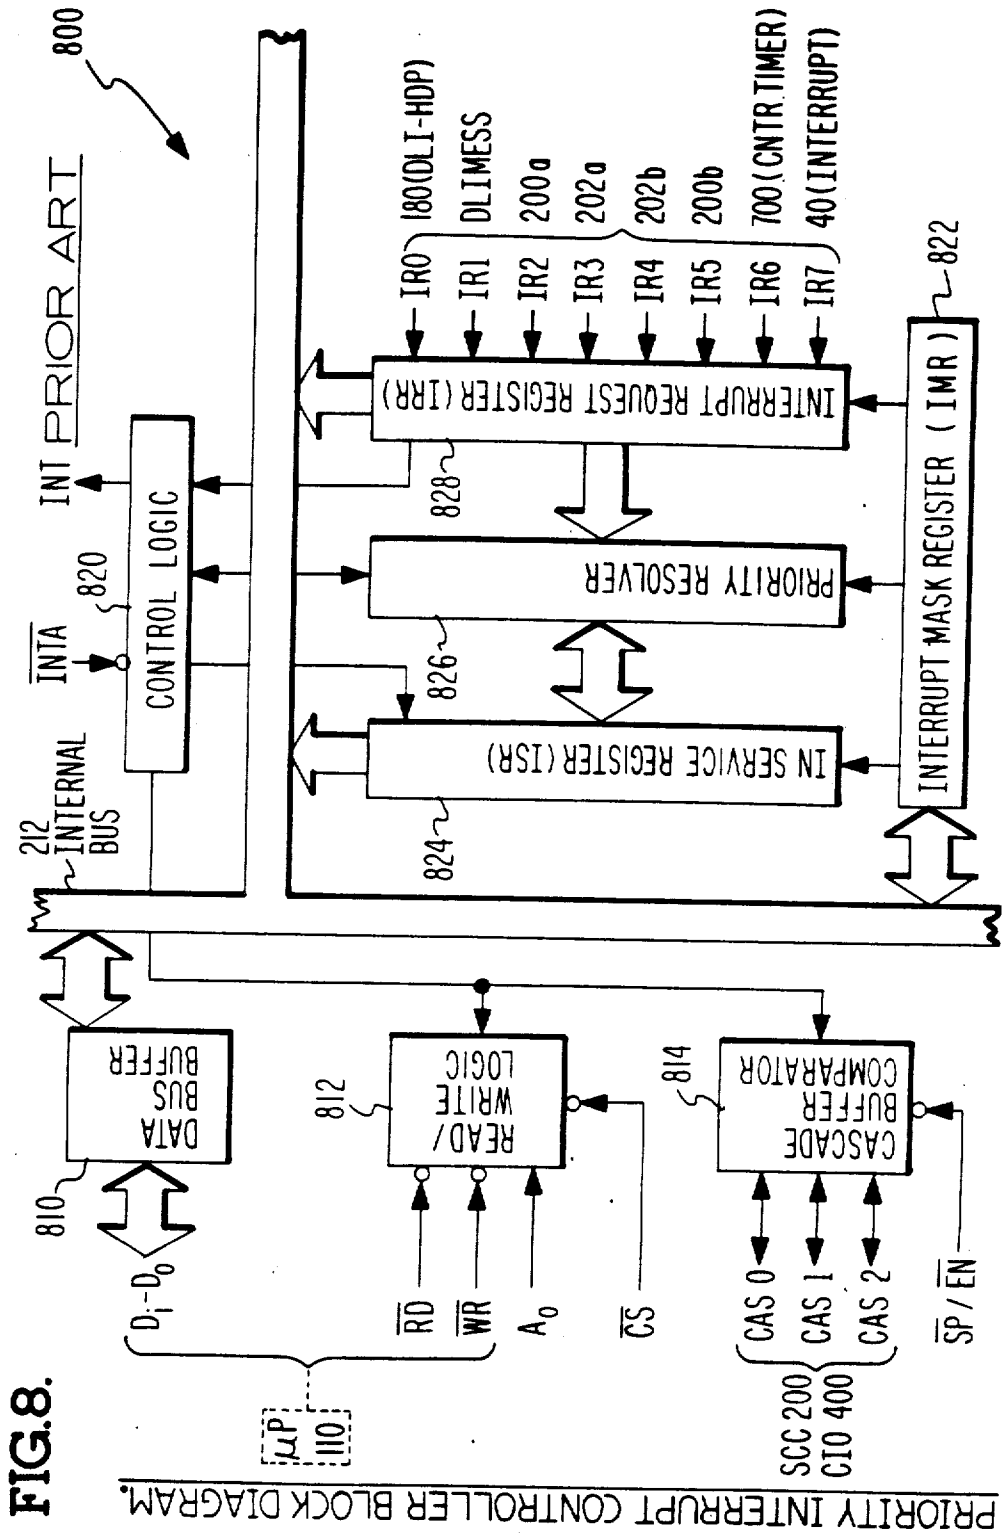 FIG.8.
PRIORITY INTERRUPT CONTROLLER BLOCK DIAGRAM.
PRIOR ART
800
μP
110
Di-D0
810
DATA
BUS
BUFFER
212
INTERNAL
BUS
INTA
INT
820
CONTROL LOGIC
RD
WR
A0
CS
812
READ/
WRITE
LOGIC
SCC 200
CIO 400
CAS 0
CAS 1
CAS 2
SP / EN
814
CASCADE
BUFFER
COMPARATOR
824
IN SERVICE REGISTER (ISR)
826
PRIORITY RESOLVER
828
INTERRUPT REQUEST REGISTER (IRR)
IR0 180(DLI-HDP)
IR1 DLIMESS
IR2 200a
IR3 202a
IR4 202b
IR5 200b
IR6 700(CNTR.TIMER)
IR7 40(INTERRUPT)
INTERRUPT MASK REGISTER (IMR)
822